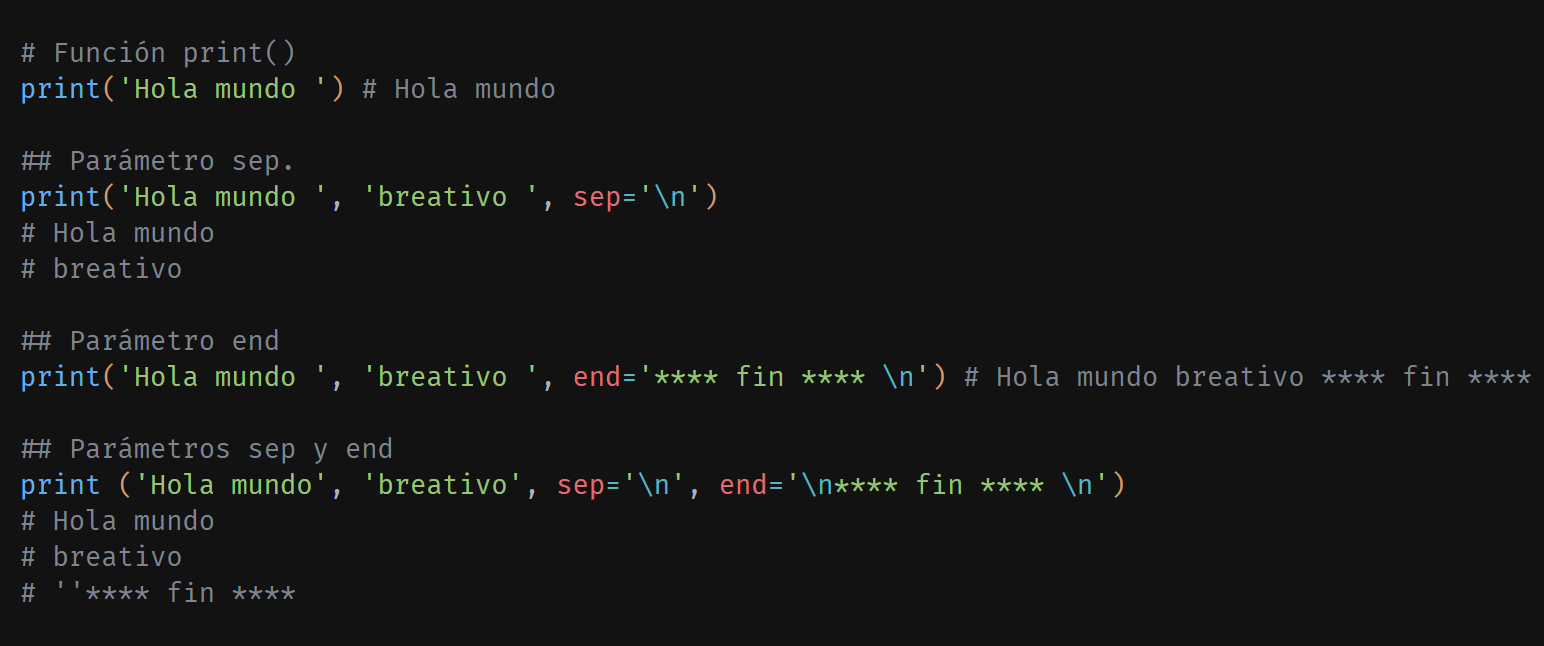 # Función print()
print('Hola mundo ') # Hola mundo
## Parámetro sep.
print('Hola mundo ', 'breativo ', sep='\n')
# Hola mundo
# breativo
## Parámetro end
print('Hola mundo ', 'breativo ', end='**** fin **** \n') # Hola mundo breativo **** fin ****
## Parámetros sep y end
print ('Hola mundo', 'breativo', sep='\n', end='\n**** fin **** \n')
# Hola mundo
# breativo
# ''**** fin ****